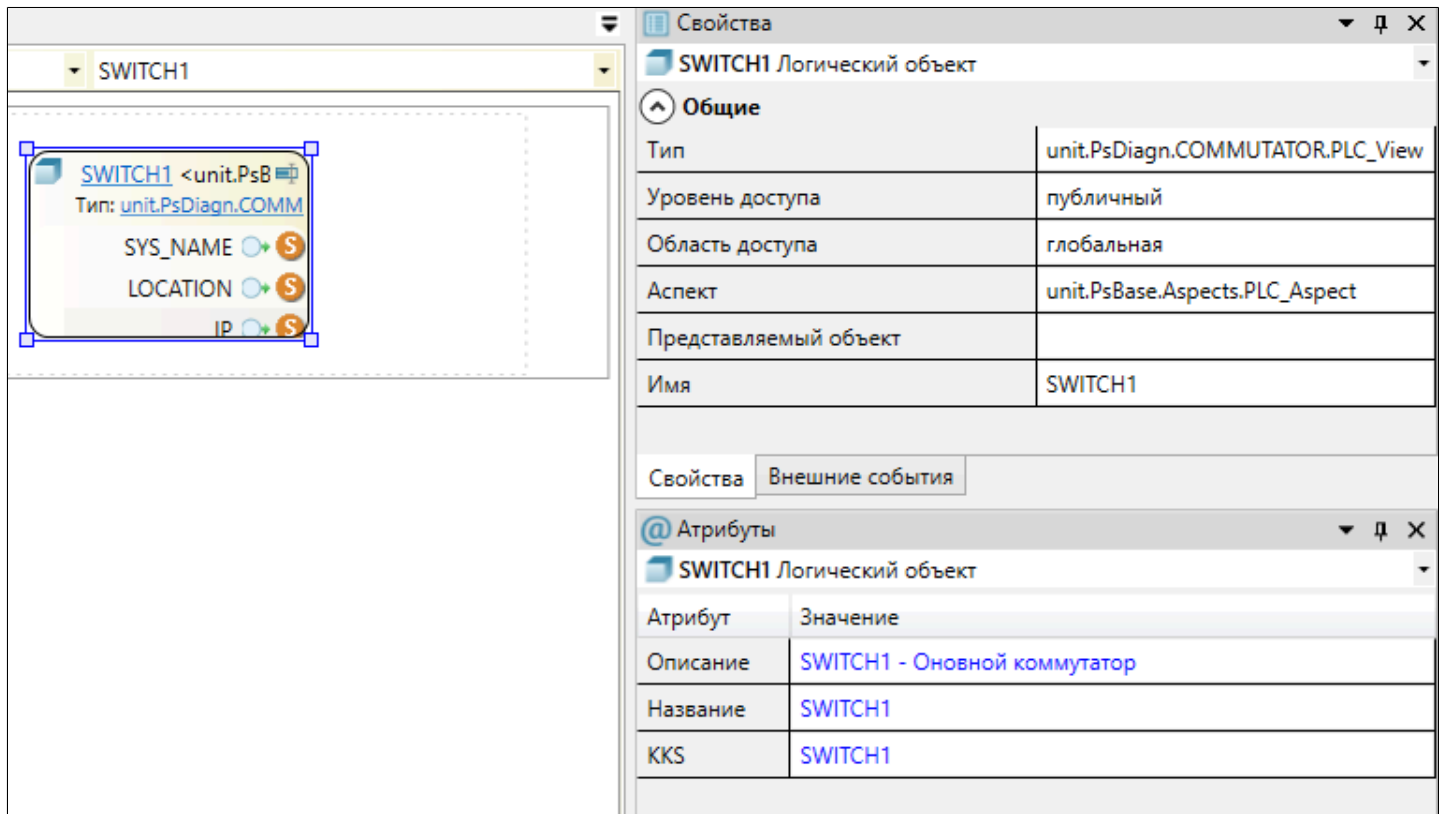 SWITCH1
SWITCH1 <unit.PsB
Тип: unit.PsDiagn.COMM
SYS_NAME S
LOCATION S
IP S
Свойства
SWITCH1 Логический объект
Общие
Тип unit.PsDiagn.COMMUTATOR.PLC_View
Уровень доступа публичный
Область доступа глобальная
Аспект unit.PsBase.Aspects.PLC_Aspect
Представляемый объект
Имя SWITCH1
Свойства Внешние события
@ Атрибуты
SWITCH1 Логический объект
Атрибут Значение
Описание SWITCH1 - Оновной коммутатор
Название SWITCH1
KKS SWITCH1